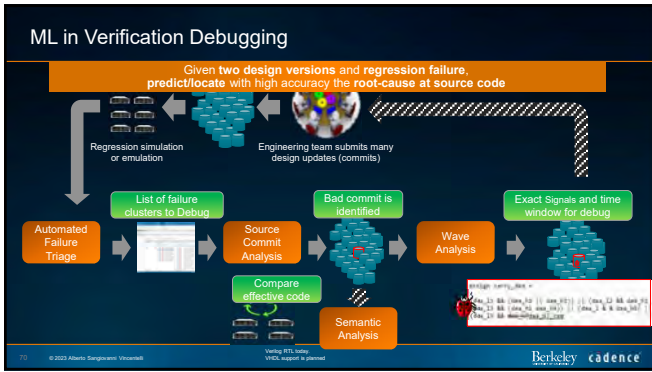 ML in Verification Debugging
Given two design versions and regression failure,
predict/locate with high accuracy the root-cause at source code
Regression simulation
or emulation
Engineering team submits many
design updates (commits)
List of failure
clusters to Debug
Bad commit is
identified
Exact Signals and time
window for debug
Automated
Failure
Triage
Source
Commit
Analysis
Wave
Analysis
Compare
effective code
Semantic
Analysis
assign
70
© 2023 Alberto Sangiovanni Vincentelli
Verilog RTL today.
VHDL support is planned
Berkeley
cādence